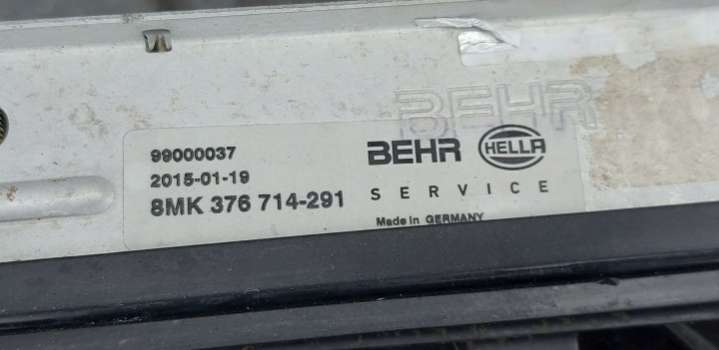 BEHR
99000037
BEHR HELLA
2015-01-19
SERVICE
8MK 376 714-291
Made in GERMANY